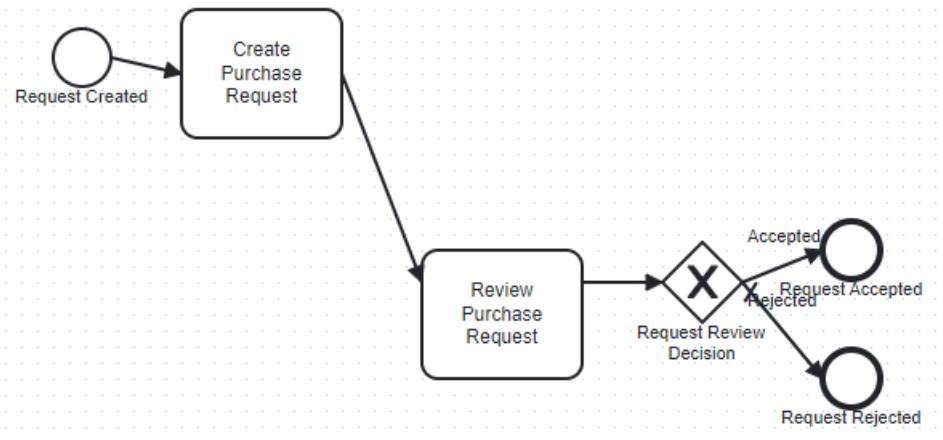 Create
Purchase
Request
Request Created
Accepted
Review
Purchase
Request
X
Request Accepted
Rejected
Request Review
Decision
Request Rejected